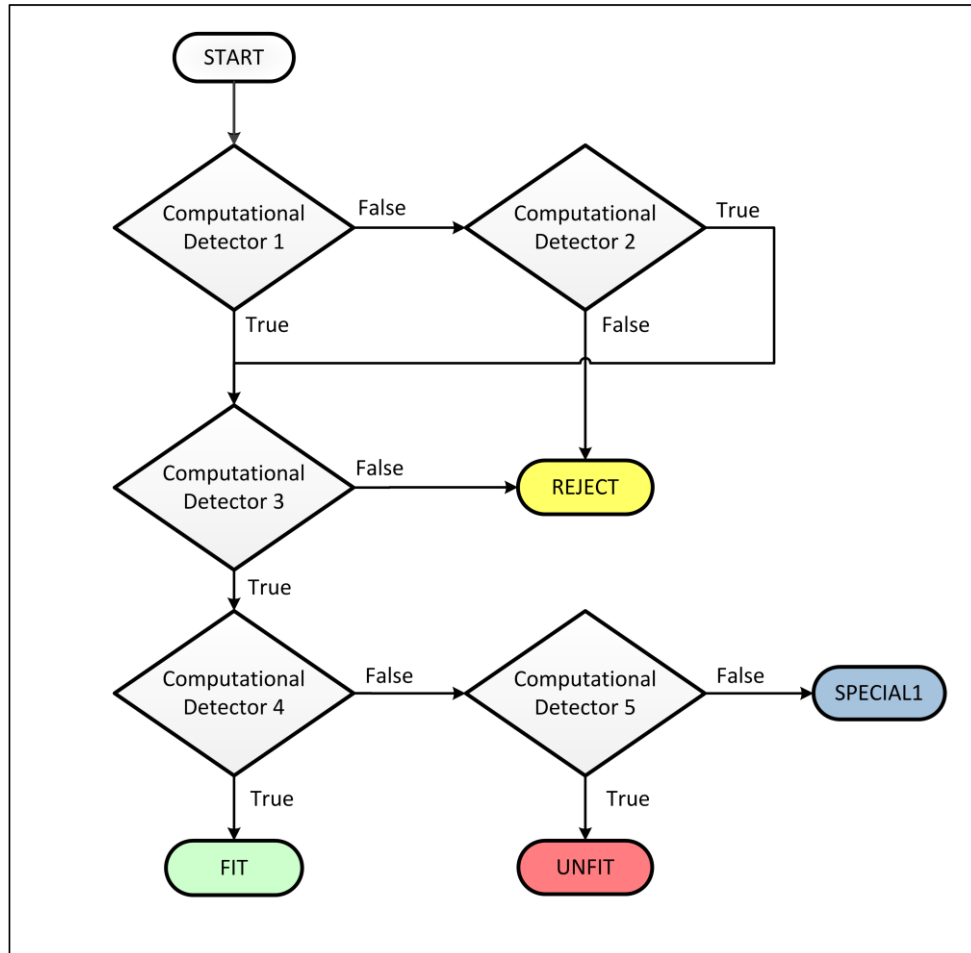 START
Computational
Detector 1
False
Computational
Detector 2
True
True
False
Computational
Detector 3
False
REJECT
True
Computational
Detector 4
False
Computational
Detector 5
False
SPECIAL1
True
True
FIT
UNFIT